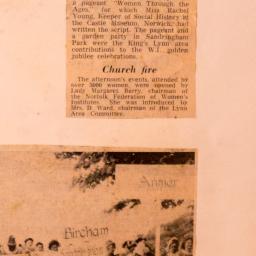 a pageant "Women Through the
Ages," for which Miss Rachel
Young, Keeper of Social History at
the Castle Museum, Norwich, had
written the script. The pageant and
a garden party in Sandringham
Park were the King's Lynn area
contributions to the W.I. golden
jubilee celebrations.
Church fire
The afternoon's events, attended by
over 3000 women, were opened by
Lady Margaret Barry, chairman of
the Norfolk Federation of Women's
Institutes. She was introduced by
Mrs. D. Ward, chairman of the Lynn
Area Committee.
Anmer
Bircham